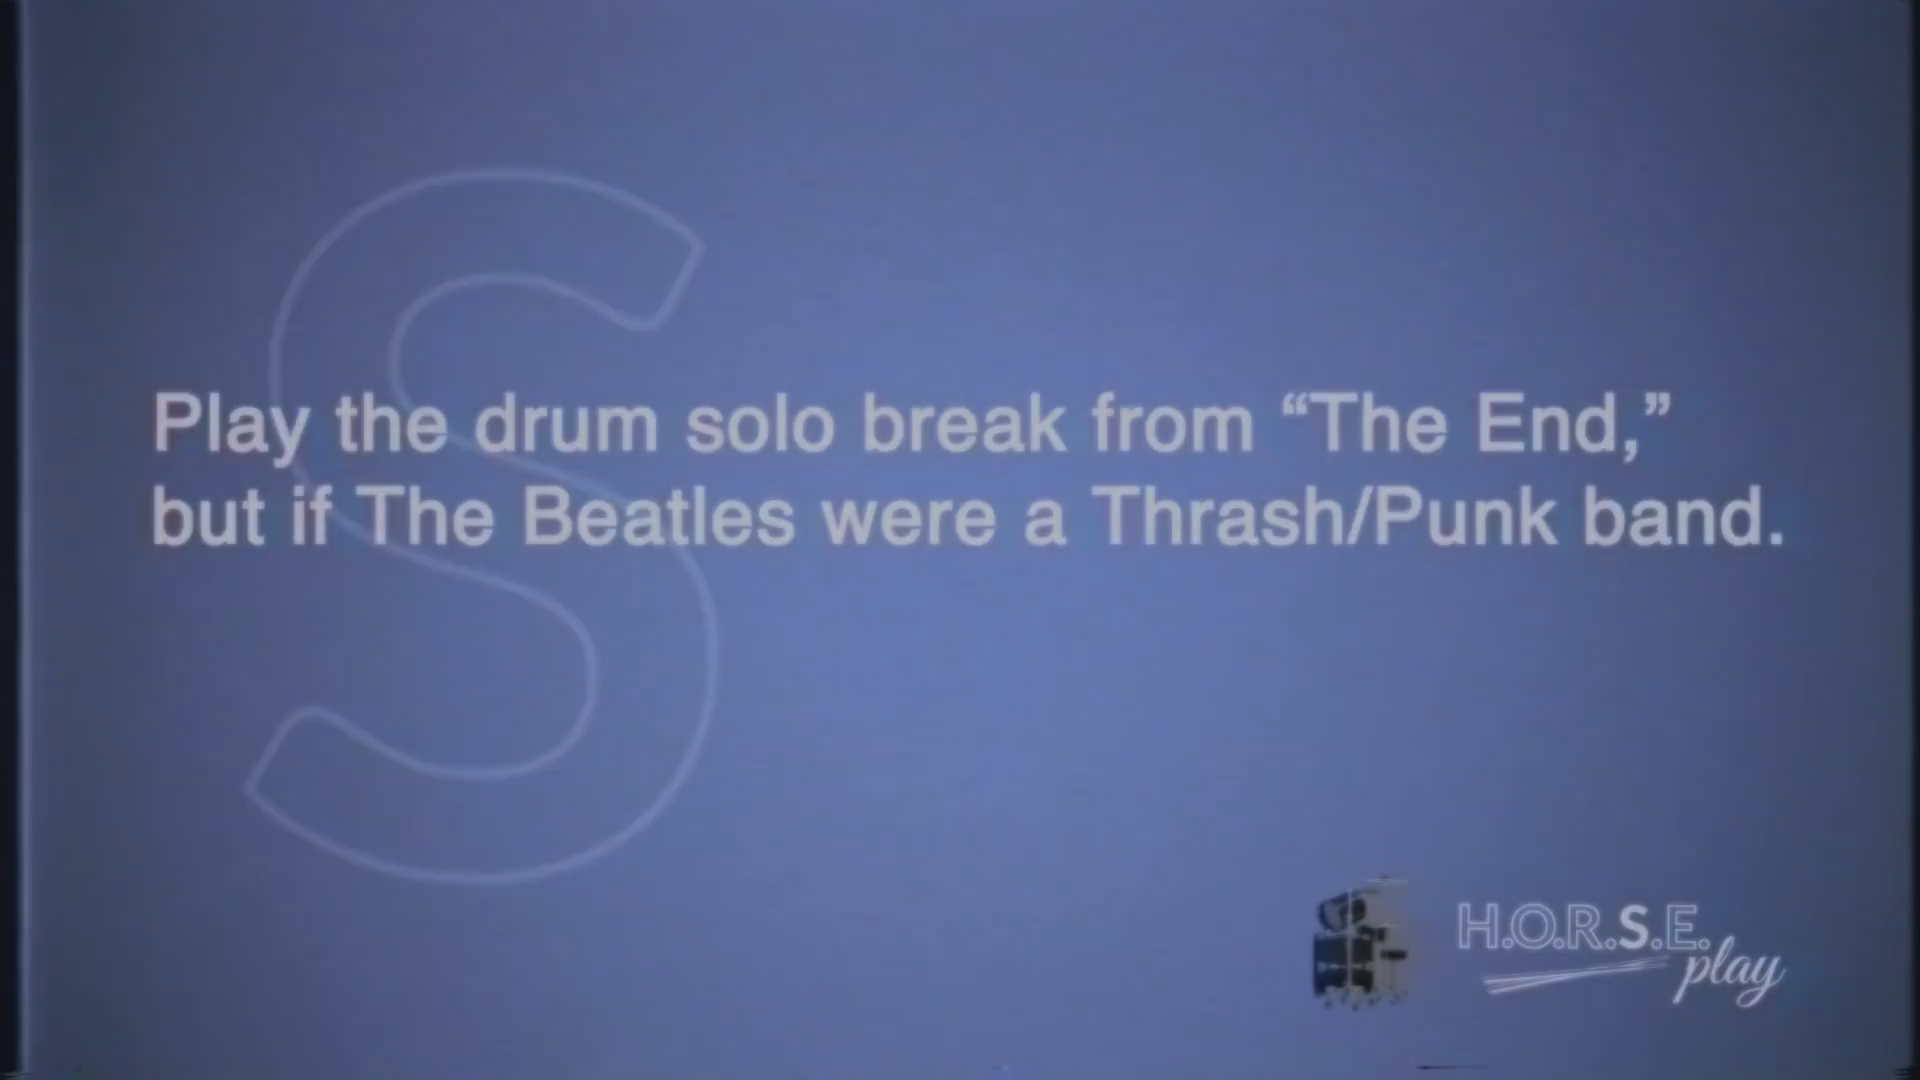 S
Play the drum solo break from “The End,”
but if The Beatles were a Thrash/Punk band.
H.O.R.S.E.
play